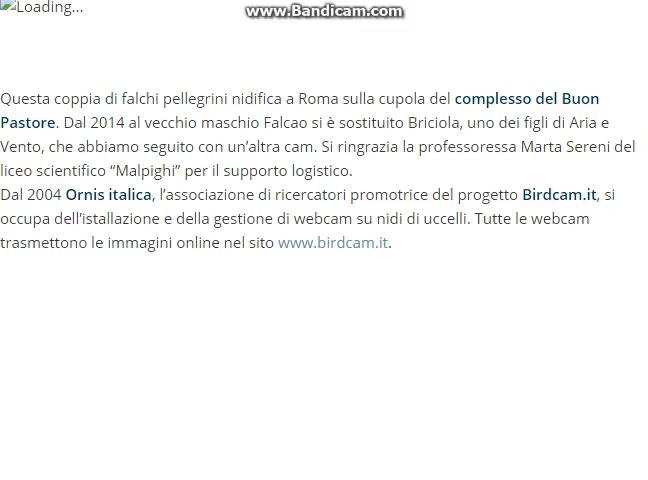 Loading...
www.Bandicam.com
Questa coppia di falchi pellegrini nidifica a Roma sulla cupola del complesso del Buon
Pastore. Dal 2014 al vecchio maschio Falcao si è sostituito Briciola, uno dei figli di Aria e
Vento, che abbiamo seguito con un’altra cam. Si ringrazia la professoressa Marta Sereni del
liceo scientifico “Malpighi” per il supporto logistico.
Dal 2004 Ornis italica, l’associazione di ricercatori promotrice del progetto Birdcam.it, si
occupa dell’istallazione e della gestione di webcam su nidi di uccelli. Tutte le webcam
trasmettono le immagini online nel sito www.birdcam.it.